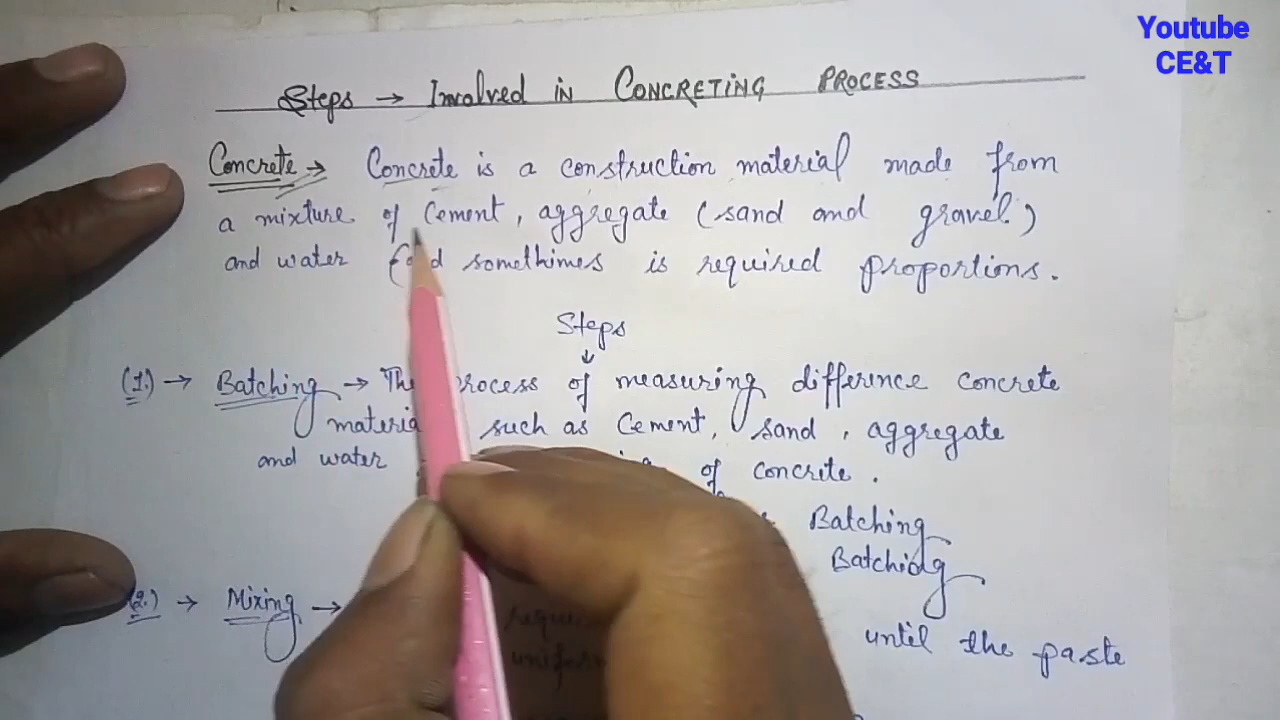 Youtube
CE&T
Steps → Involved in CONCRETING PROCESS
Concrete → Concrete is a construction material made from
a mixture of Cement, aggregate (sand and gravel)
and water somethimes is required proportions.
Steps
↓
(1.) → Batching → process of measuring difference concrete
such as Cement, sand, aggregate
and water of concrete.
Batching
Batching
(2.) → Mixing →
until the paste